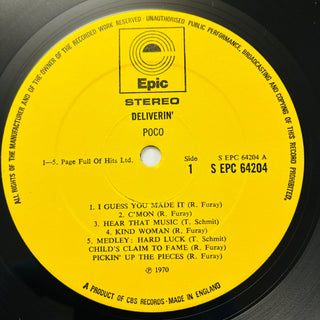 ALL RIGHTS OF THE MANUFACTURER AND OF THE OWNER OF THE RECORDED WORK RESERVED · UNAUTHORISED PUBLIC PERFORMANCE, BROADCASTING AND COPYING OF THIS RECORD PROHIBITED.
Epic
STEREO
DELIVERIN'
POCO
1—5. Page Full Of Hits Ltd.
Side
1
S EPC 64204 A
S EPC 64204
1. I GUESS YOU MADE IT (R. Furay)
2. C'MON (R. Furay)
3. HEAR THAT MUSIC (T. Schmit)
4. KIND WOMAN (R. Furay)
5. MEDLEY: HARD LUCK (T. Schmit)
CHILD'S CLAIM TO FAME (R. Furay)
PICKIN' UP THE PIECES (R. Furay)
℗ 1970
A PRODUCT OF CBS RECORDS · MADE IN ENGLAND